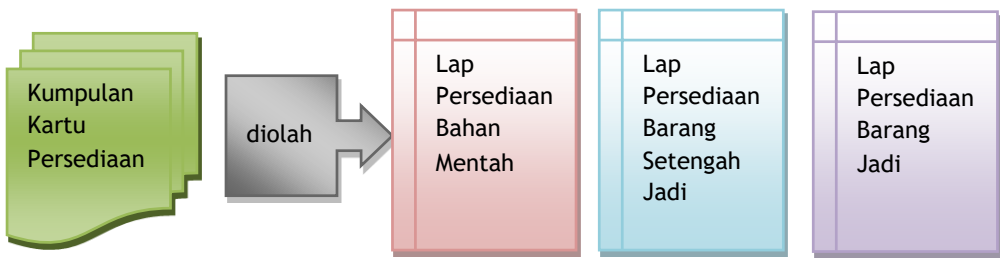 Kumpulan
Kartu
Persediaan
diolah
Lap
Persediaan
Bahan
Mentah
Lap
Persediaan
Barang
Setengah
Jadi
Lap
Persediaan
Barang
Jadi